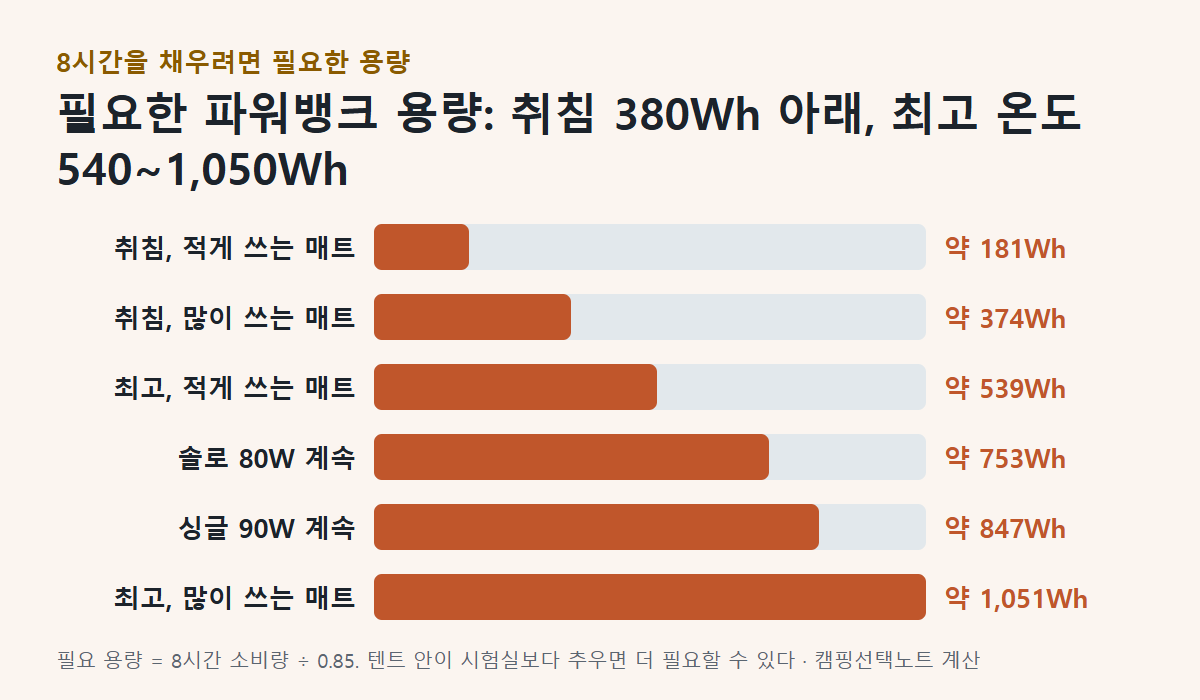 8시간을 채우려면 필요한 용량
필요한 파워뱅크 용량: 취침 380Wh 아래, 최고 온도
540~1,050Wh
취침, 적게 쓰는 매트 약 181Wh
취침, 많이 쓰는 매트 약 374Wh
최고, 적게 쓰는 매트 약 539Wh
솔로 80W 계속 약 753Wh
싱글 90W 계속 약 847Wh
최고, 많이 쓰는 매트 약 1,051Wh
필요 용량 = 8시간 소비량 ÷ 0.85. 텐트 안이 시험실보다 추우면 더 필요할 수 있다 · 캠핑선택노트 계산